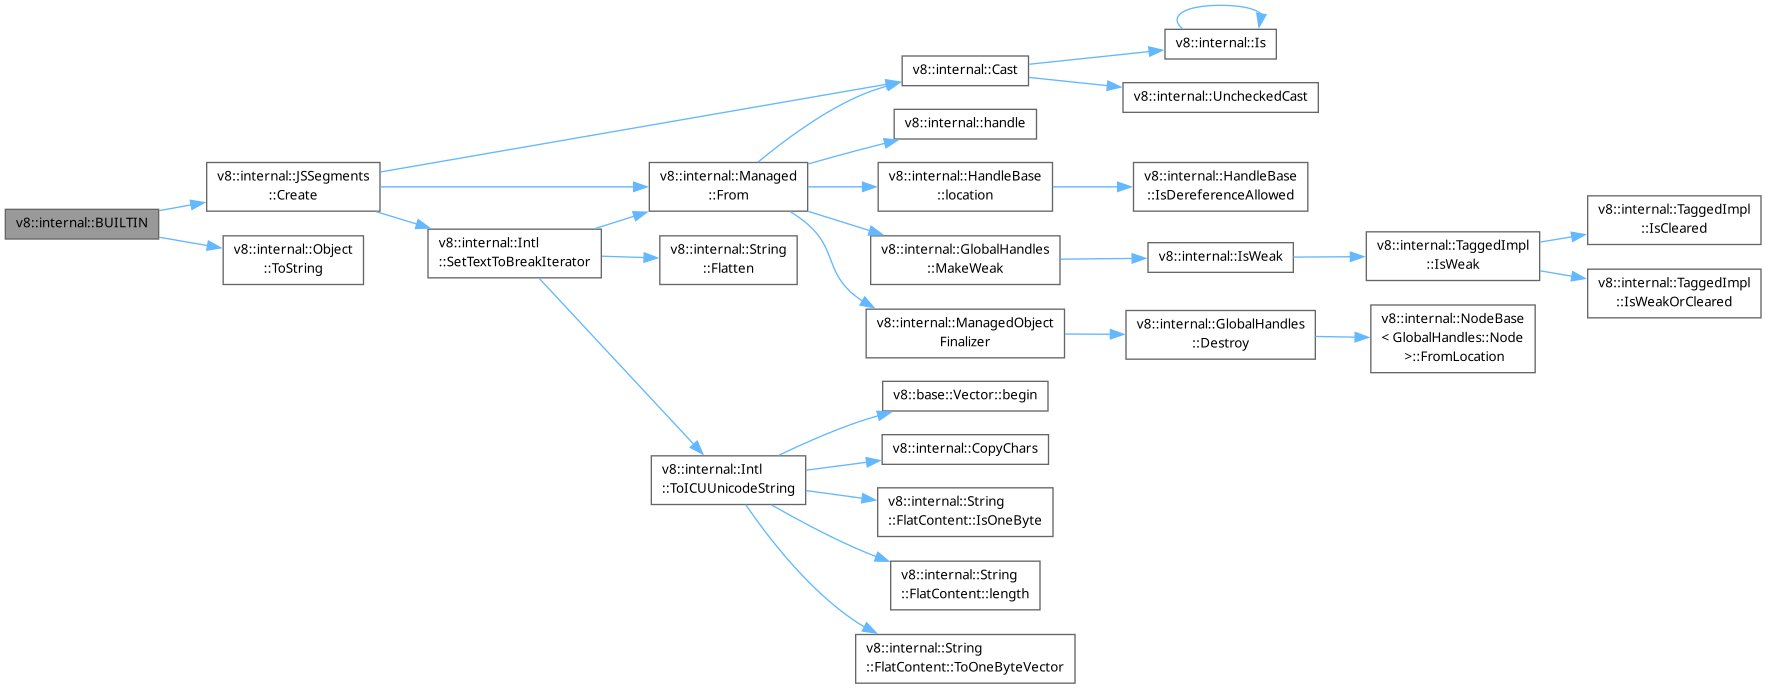 v8::internal::BUILTIN
v8::internal::JSSegments
::Create
v8::internal::Object
::ToString
v8::internal::Intl
::SetTextToBreakIterator
v8::internal::Managed
::From
v8::internal::String
::Flatten
v8::internal::Intl
::ToICUUnicodeString
v8::internal::Cast
v8::internal::handle
v8::internal::HandleBase
::location
v8::internal::GlobalHandles
::MakeWeak
v8::internal::ManagedObject
Finalizer
v8::base::Vector::begin
v8::internal::CopyChars
v8::internal::String
::FlatContent::IsOneByte
v8::internal::String
::FlatContent::length
v8::internal::String
::FlatContent::ToOneByteVector
v8::internal::Is
v8::internal::UncheckedCast
v8::internal::HandleBase
::IsDereferenceAllowed
v8::internal::IsWeak
v8::internal::GlobalHandles
::Destroy
v8::internal::TaggedImpl
::IsWeak
v8::internal::NodeBase
< GlobalHandles::Node
>::FromLocation
v8::internal::TaggedImpl
::IsCleared
v8::internal::TaggedImpl
::IsWeakOrCleared